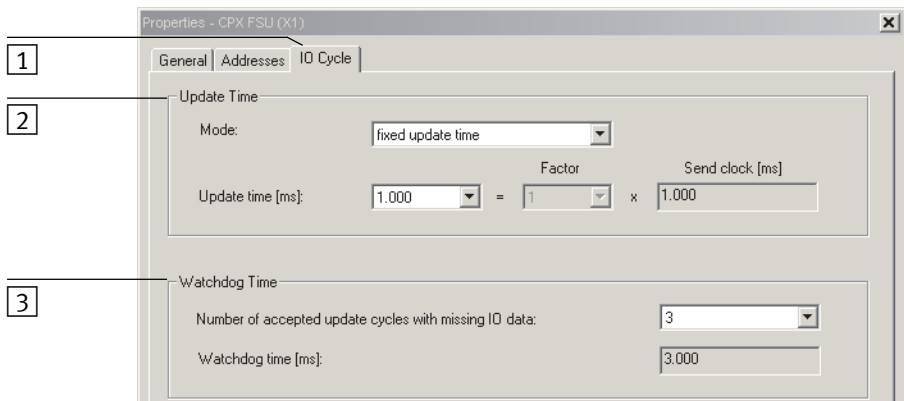 Properties - CPX FSU (X1)
1
General Addresses IO Cycle
2
Update Time
Mode: fixed update time
Factor Send clock [ms]
Update time [ms]: 1.000 = 1 x 1.000
3
Watchdog Time
Number of accepted update cycles with missing IO data: 3
Watchdog time [ms]: 3.000